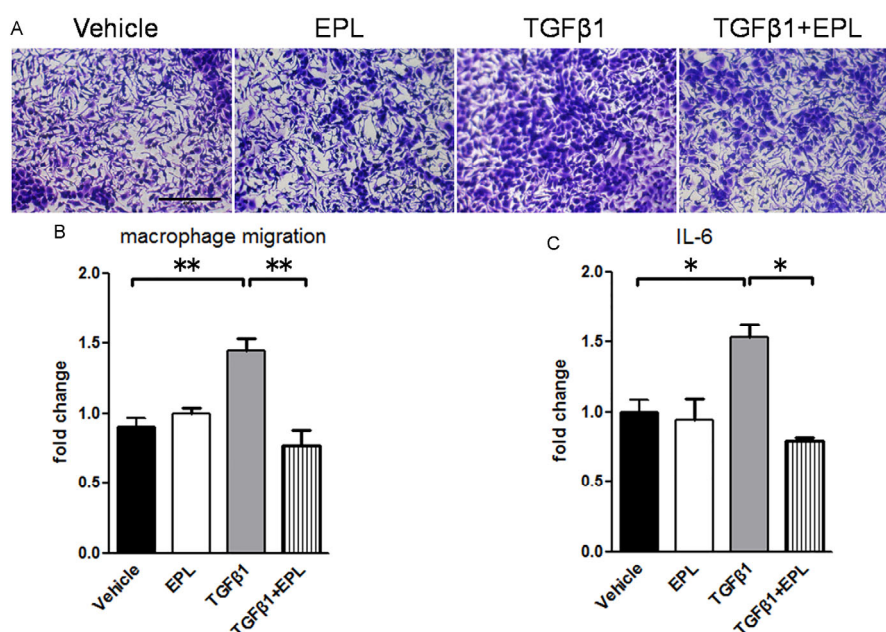 A
Vehicle
EPL
TGFβ1
TGFβ1+EPL
B
macrophage migration
fold change
2.0
1.5
1.0
0.5
0.0
**
**
Vehicle
EPL
TGFβ1
TGFβ1+EPL
C
IL-6
fold change
2.0
1.5
1.0
0.5
0.0
*
*
Vehicle
EPL
TGFβ1
TGFβ1+EPL